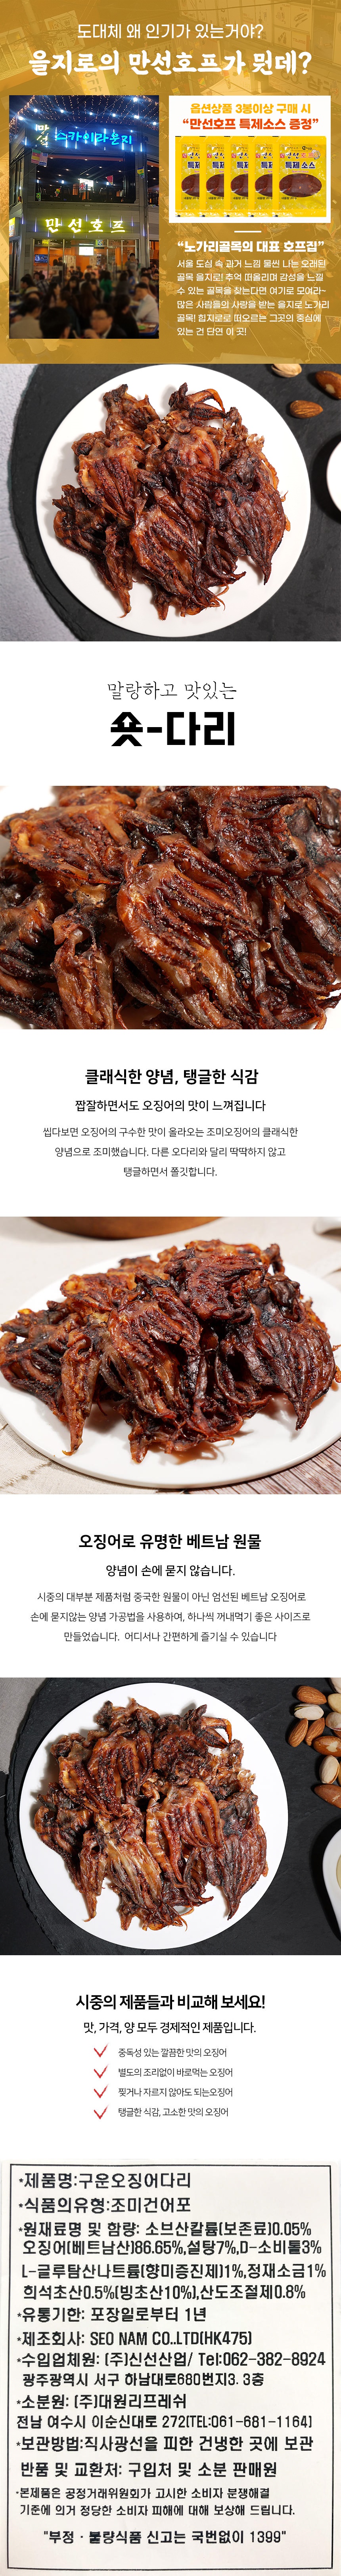 도대체 왜 인기가 있는거야?
을지로의 만선호프가 뭔데?
만선
스카이라운지
만선호프
옵션상품 3봉이상 구매 시
“만선호프 특제소스 증정”
“노가리골목의 대표 호프집”
서울 도심 속 과거 느낌 물씬 나는 오래된
골목 을지로! 추억 떠올리며 감성을 느낄
수 있는 골목을 찾는다면 여기로 모여라~
많은 사람들의 사랑을 받는 을지로 노가리
골목! 힙지로로 떠오르는 그곳의 중심에
있는 건 단연 이 곳!
말랑하고 맛있는
숏-다리
클래식한 양념, 탱글한 식감
짭잘하면서도 오징어의 맛이 느껴집니다
씹다보면 오징어의 구수한 맛이 올라오는 조미오징어의 클래식한
양념으로 조미했습니다. 다른 오다리와 달리 딱딱하지 않고
탱글하면서 쫄깃합니다.
오징어로 유명한 베트남 원물
양념이 손에 묻지 않습니다.
시중의 대부분 제품처럼 중국한 원물이 아닌 엄선된 베트남 오징어로
손에 묻지않는 양념 가공법을 사용하여, 하나씩 꺼내먹기 좋은 사이즈로
만들었습니다. 어디서나 간편하게 즐기실 수 있습니다
시중의 제품들과 비교해 보세요!
맛, 가격, 양 모두 경제적인 제품입니다.
중독성 있는 깔끔한 맛의 오징어
별도의 조리없이 바로먹는 오징어
찢거나 자르지 않아도 되는오징어
탱글한 식감, 고소한 맛의 오징어
*제품명:구운오징어다리
*식품의유형:조미건어포
*원재료명 및 함량: 소브산칼륨(보존료)0.05%
오징어(베트남산)86.65%,설탕7%,D-소비톨3%
L-글루탐산나트륨(향미증진제)1%,정제소금1%
희석초산0.5%(빙초산10%),산도조절제0.8%
*유통기한: 포장일로부터 1년
*제조회사: SEO NAM CO..LTD(HK475)
*수입업체원: (주)신선산업/ Tel:062-382-8924
광주광역시 서구 하남대로680번지3. 3층
*소분원: (주)대원리프레쉬
전남 여수시 이순신대로 272(TEL:061-681-1164)
*보관방법:직사광선을 피한 건냉한 곳에 보관
반품 및 교환처: 구입처 및 소분 판매원
*본제품은 공정거래위원회가 고시한 소비자 분쟁해결
기준에 의거 정당한 소비자 피해에 대해 보상해 드립니다.
"부정·불량식품 신고는 국번없이 1399"